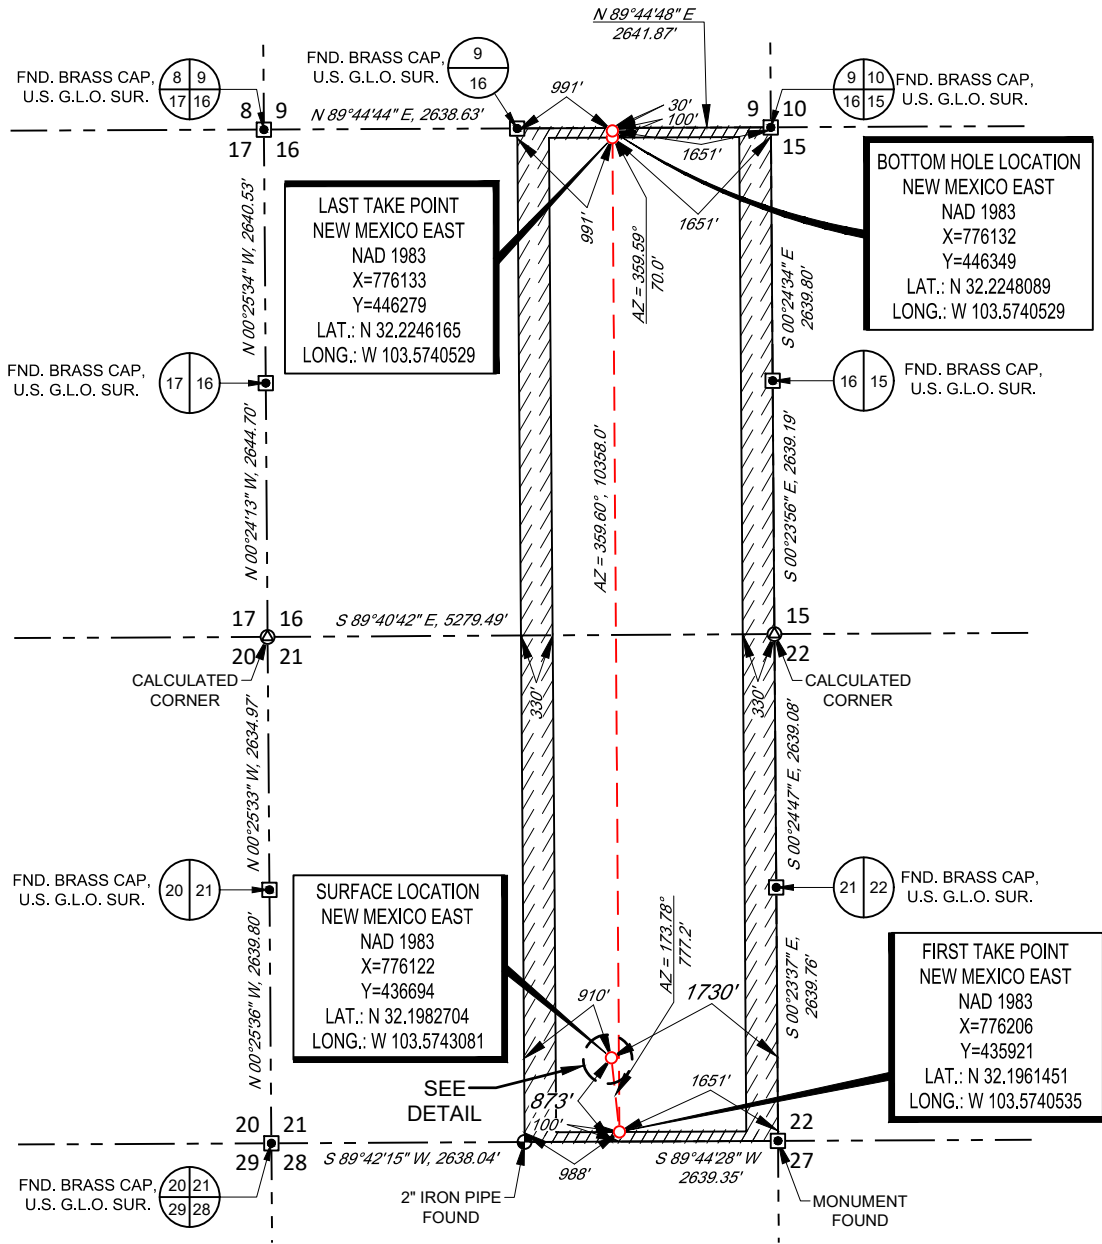 N 89°44'48" E
2641.87'
FND. BRASS CAP,
U.S. G.L.O. SUR.
8 9
17 16
FND. BRASS CAP,
U.S. G.L.O. SUR.
9
16
9 10
16 15
FND. BRASS CAP,
U.S. G.L.O. SUR.
8 9
17 16
N 89°44'44" E, 2638.63'
991'
30'
100'
1651'
9 10
15
991'
1651'
LAST TAKE POINT
NEW MEXICO EAST
NAD 1983
X=776133
Y=446279
LAT.: N 32.2246165
LONG.: W 103.5740529
BOTTOM HOLE LOCATION
NEW MEXICO EAST
NAD 1983
X=776132
Y=446349
LAT.: N 32.2248089
LONG.: W 103.5740529
N 00°25'34" W, 2640.53'
AZ = 359.59°
70.0'
S 00°24'34" E
2639.80'
FND. BRASS CAP,
U.S. G.L.O. SUR.
17 16
16 15
FND. BRASS CAP,
U.S. G.L.O. SUR.
N 00°24'13" W, 2644.70'
AZ = 359.60°, 10358.0'
S 00°23'56" E, 2639.19'
17 16
20 21
S 89°40'42" E, 5279.49'
15
22
CALCULATED
CORNER
330'
330'
CALCULATED
CORNER
N 00°25'33" W, 2634.97'
S 00°24'47" E, 2639.08'
FND. BRASS CAP,
U.S. G.L.O. SUR.
20 21
21 22
FND. BRASS CAP,
U.S. G.L.O. SUR.
SURFACE LOCATION
NEW MEXICO EAST
NAD 1983
X=776122
Y=436694
LAT.: N 32.1982704
LONG.: W 103.5743081
AZ = 173.78°
777.2'
910'
1730'
FIRST TAKE POINT
NEW MEXICO EAST
NAD 1983
X=776206
Y=435921
LAT.: N 32.1961451
LONG.: W 103.5740535
N 00°25'36" W, 2639.80'
S 00°23'37" E,
2639.76'
SEE
DETAIL
873'
100'
1651'
20 21
29 28
S 89°42'15" W, 2638.04'
988'
S 89°44'28" W
2639.35'
22
27
FND. BRASS CAP,
U.S. G.L.O. SUR.
20 21
29 28
2" IRON PIPE
FOUND
MONUMENT
FOUND